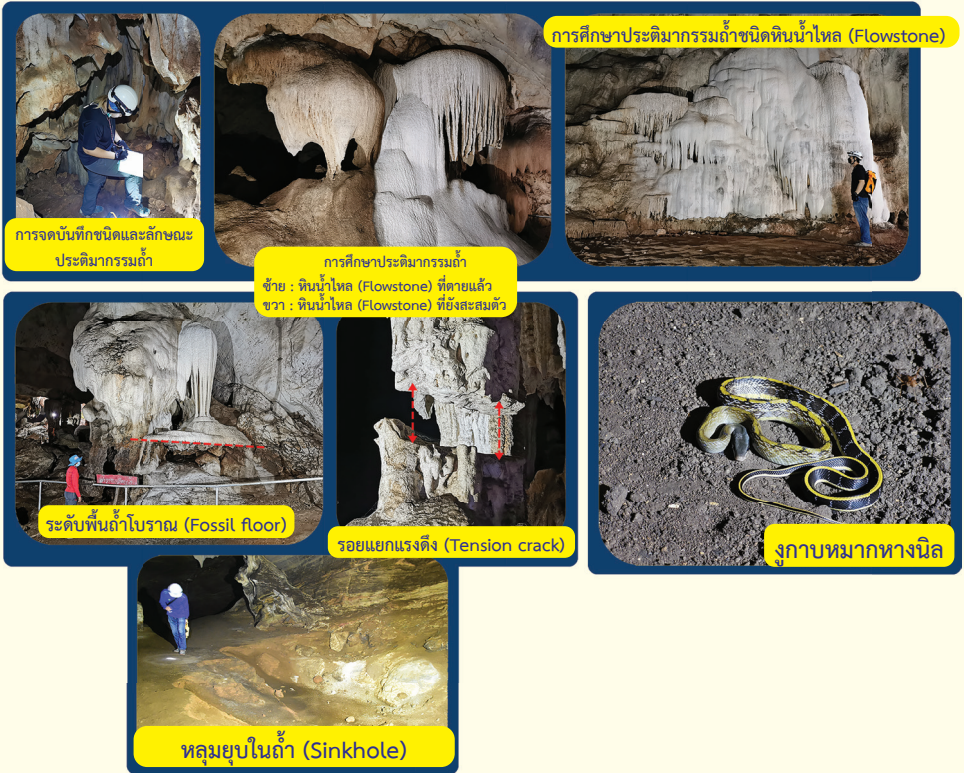 การศึกษาประติมากรรมถ้ำชนิดหินน้ำไหล (Flowstone)
การจดบันทึกชนิดและลักษณะ
ประติมากรรมถ้ำ
การศึกษาประติมากรรมถ้ำ
ซ้าย : หินน้ำไหล (Flowstone) ที่ตายแล้ว
ขวา : หินน้ำไหล (Flowstone) ที่ยังสะสมตัว
ระดับพื้นถ้ำโบราณ (Fossil floor)
รอยแยกแรงดึง (Tension crack)
งูกาบหมากหางนิล
หลุมยุบในถ้ำ (Sinkhole)